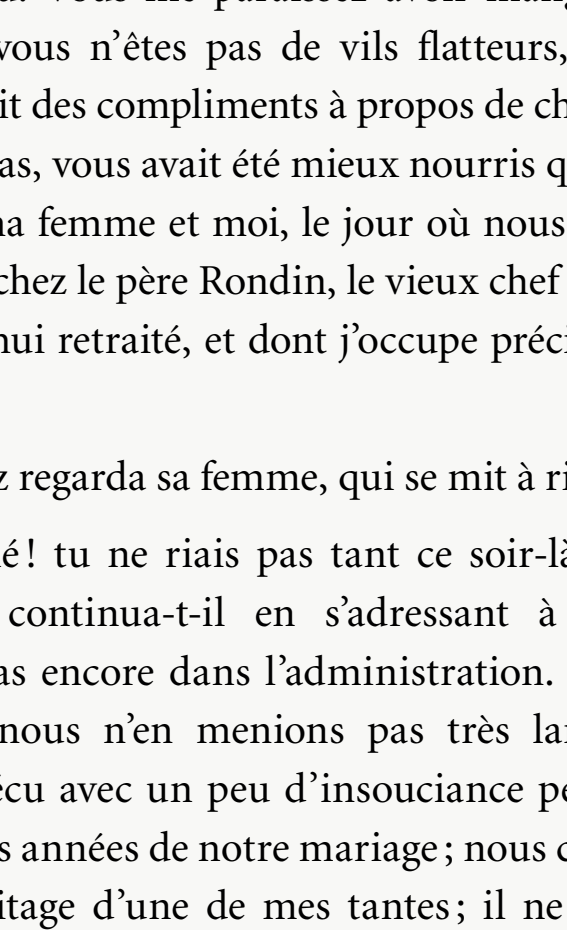 vous n’êtes pas de vils flatteurs,
it des compliments à propos de ch
as, vous avait été mieux nourris q
na femme et moi, le jour où nous
chez le père Rondin, le vieux chef
nui retraité, et dont j’occupe préci
z regarda sa femme, qui se mit à ri
é ! tu ne riais pas tant ce soir-là
continua-t-il en s’adressant à
as encore dans l’administration.
nous n’en menions pas très lar
écu avec un peu d’insouciance pe
s années de notre mariage ; nous c
itage d’une de mes tantes ; il ne